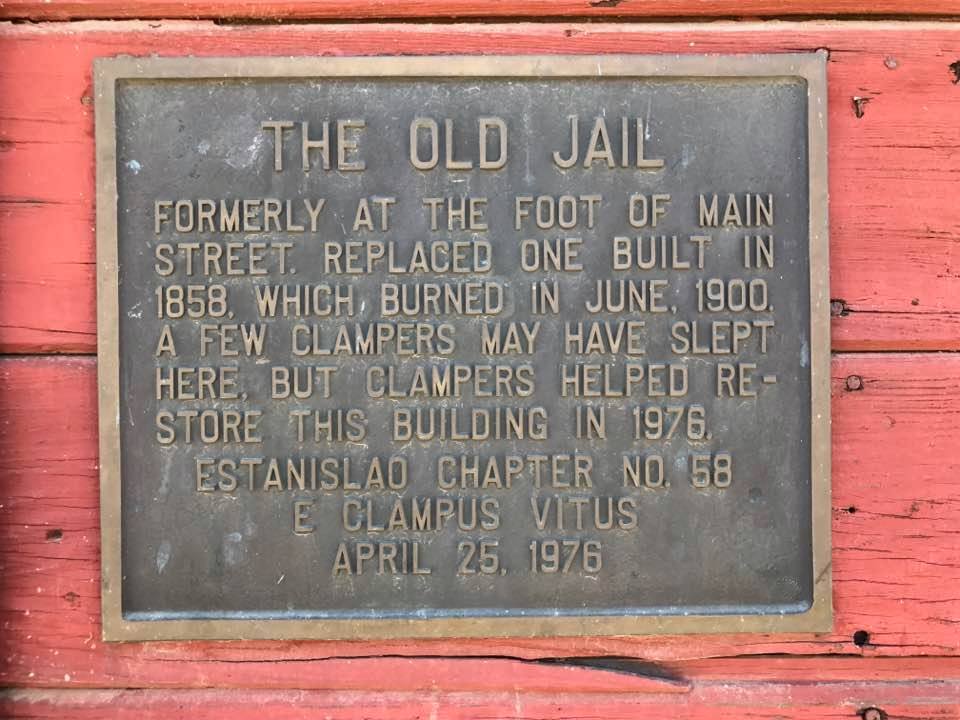 THE OLD JAIL
FORMERLY AT THE FOOT OF MAIN
STREET. REPLACED ONE BUILT IN
1858, WHICH BURNED IN JUNE, 1900.
A FEW CLAMPERS MAY HAVE SLEPT
HERE, BUT CLAMPERS HELPED RE-
STORE THIS BUILDING IN 1976.
ESTANISLAO CHAPTER NO. 58
E CLAMPUS VITUS
APRIL 25, 1976